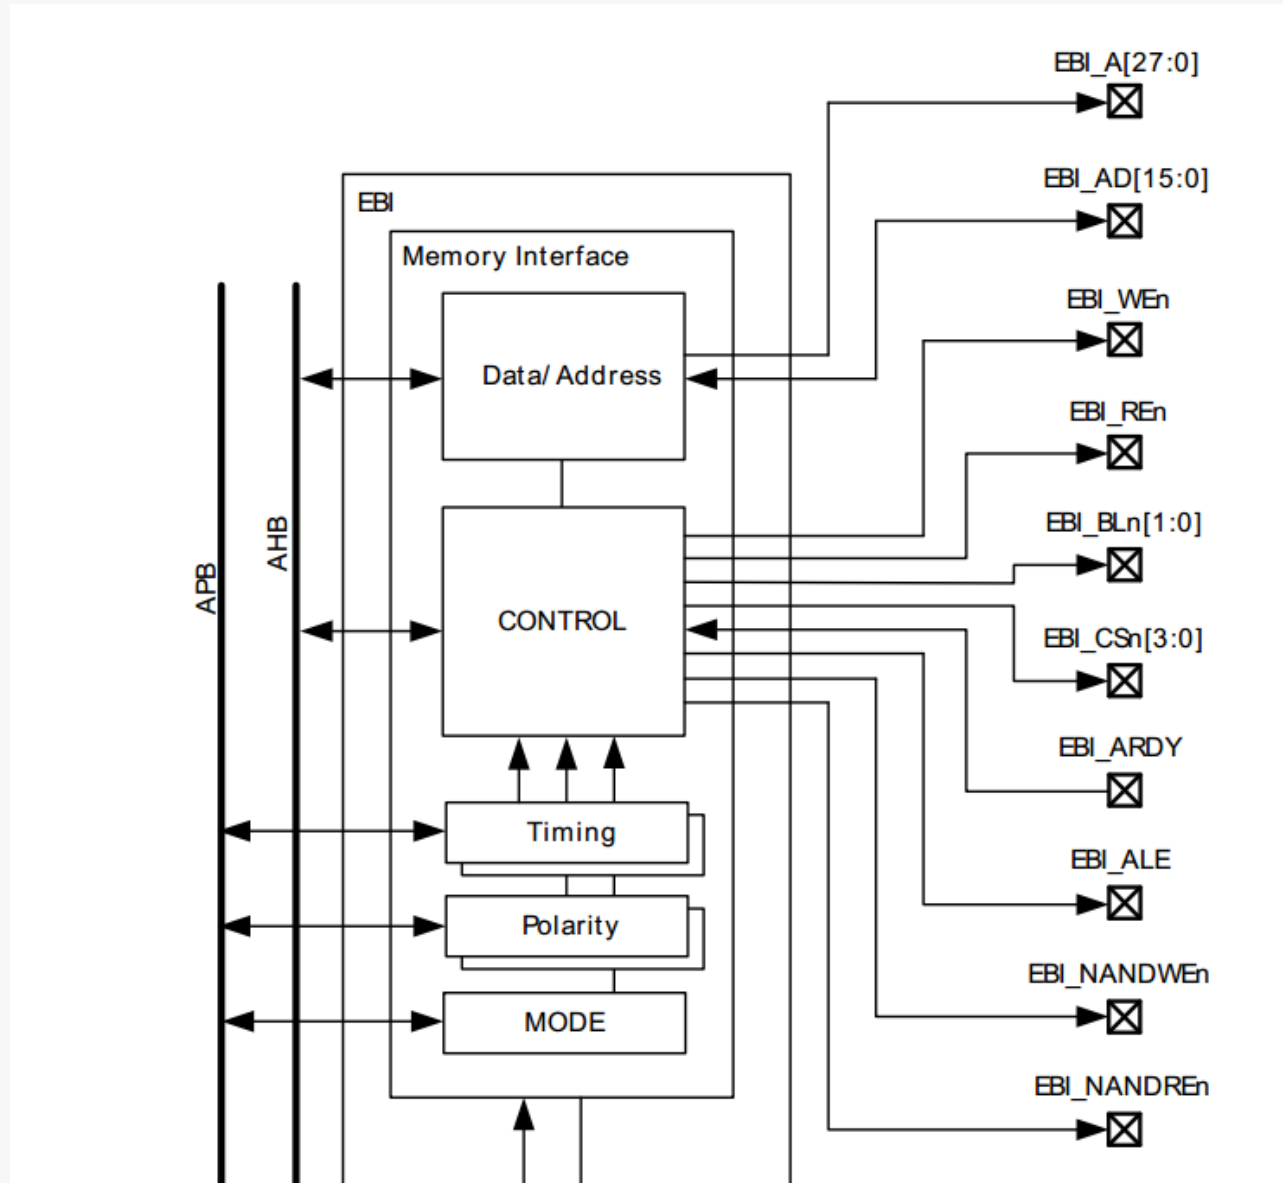 EBI_A[27:0]
EBI_AD[15:0]
EBI
Memory Interface
EBI_WEn
Data/ Address
EBI_REn
EBI_BLn[1:0]
AHB
APB
CONTROL
EBI_CSn[3:0]
EBI_ARDY
Timing
EBI_ALE
Polarity
EBI_NANDWEn
MODE
EBI_NANDREn